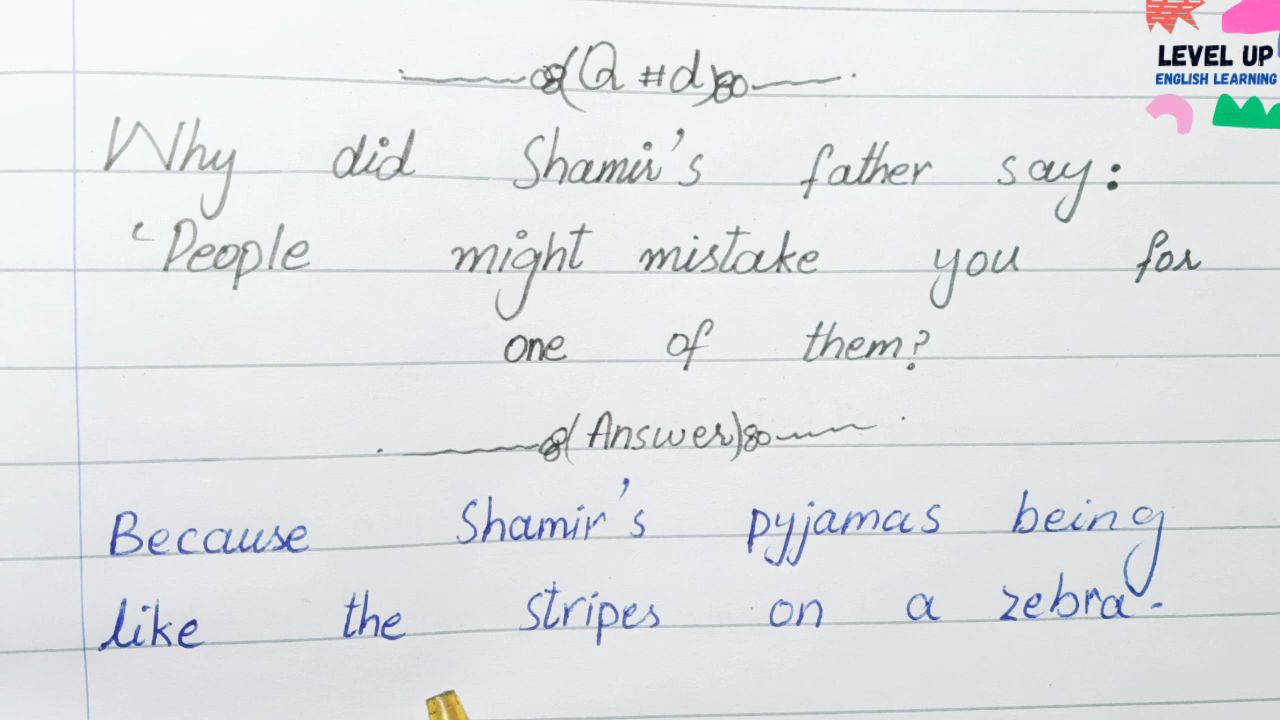 LEVEL UP
ENGLISH LEARNING
(Q #d)
Why did Shamir's father say:
'People might mistake you for
one of them?
(Answer)
Because Shamir's pyjamas being
like the stripes on a zebra.